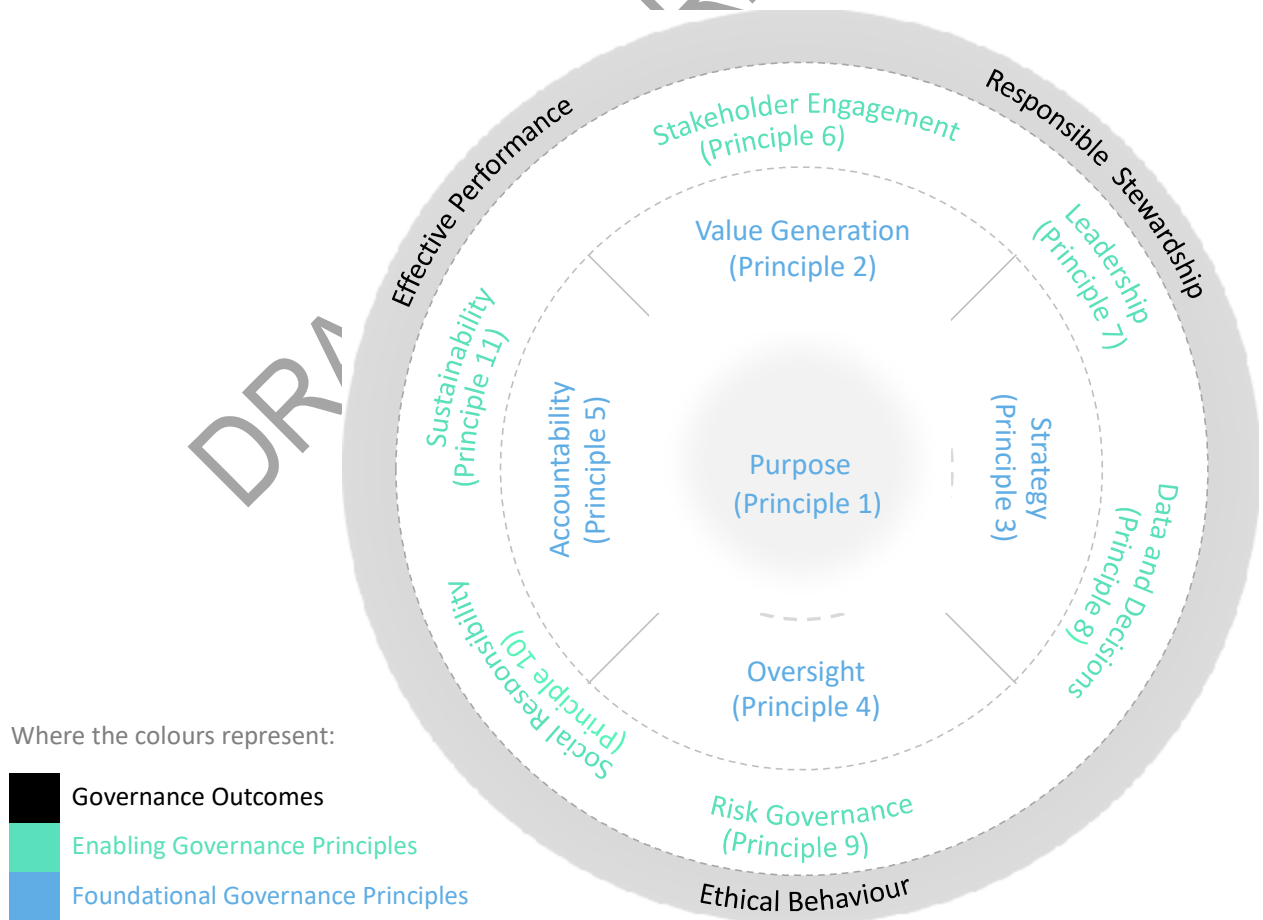 DRA
Effective Performance
Responsible Stewardship
Stakeholder Engagement
(Principle 6)
Leadership
(Principle 7)
Value Generation
(Principle 2)
Sustainability
(Principle 11)
Accountability
(Principle 5)
Purpose
(Principle 1)
Strategy
(Principle 3)
Data and Decisions
(Principle 8)
Social Responsibility
(Principle 10)
Oversight
(Principle 4)
Risk Governance
(Principle 9)
Ethical Behaviour
Where the colours represent:
Governance Outcomes
Enabling Governance Principles
Foundational Governance Principles